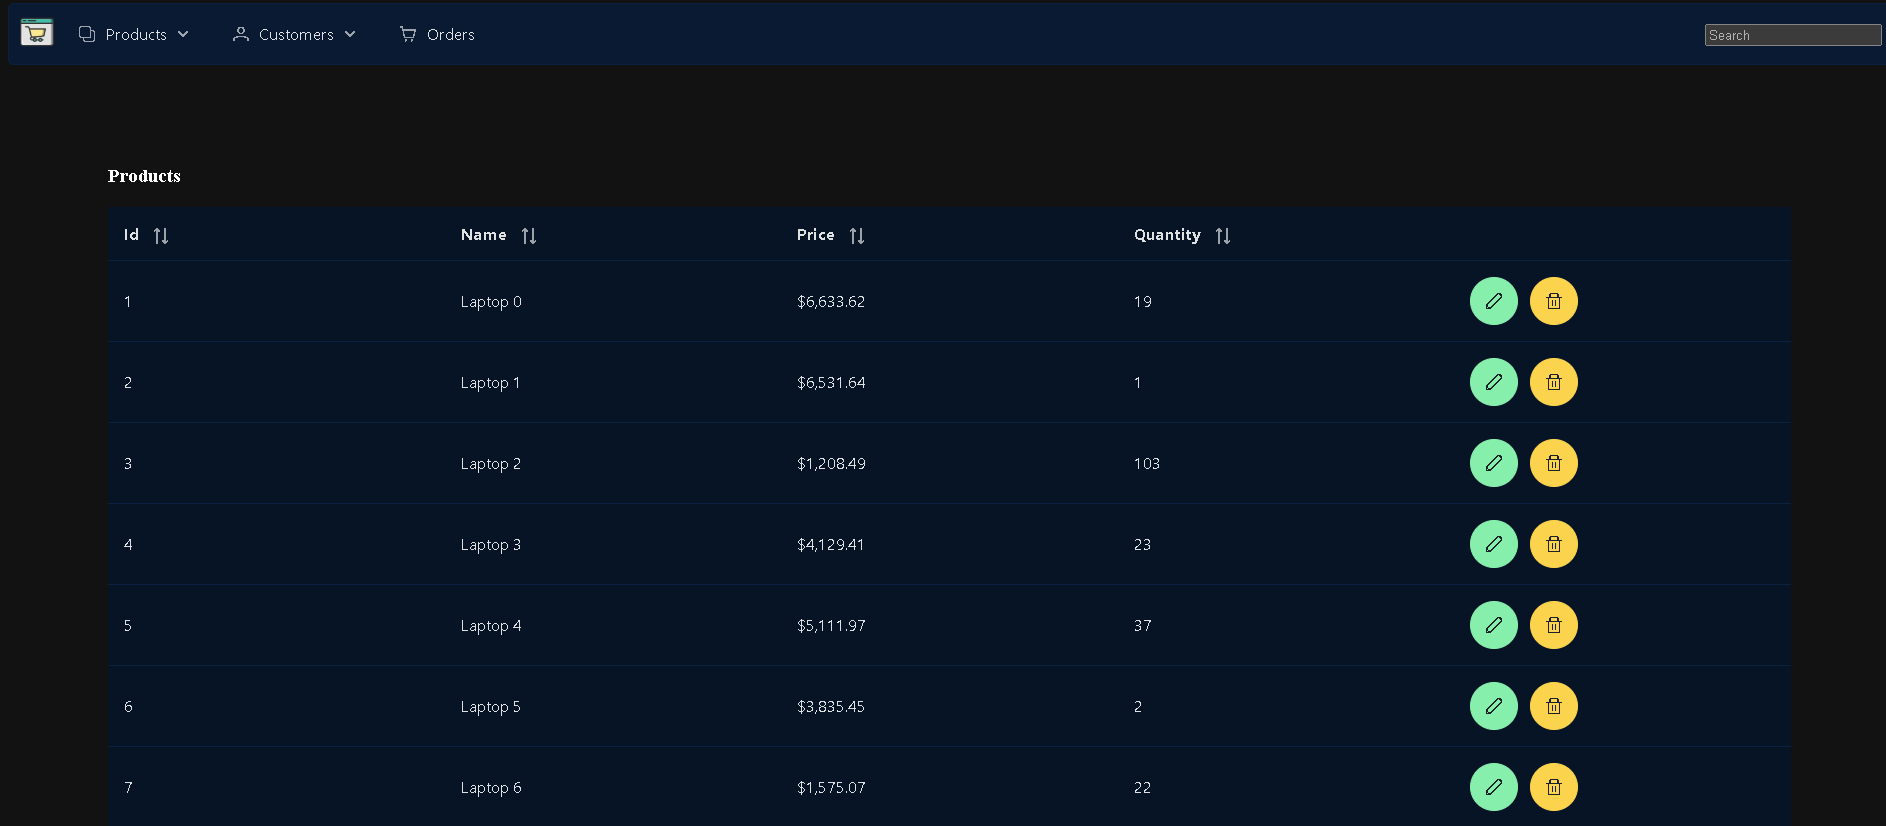 Products Customers Orders Search
Products
Id Name Price Quantity
1 Laptop 0 $6,633.62 19
2 Laptop 1 $6,531.64 1
3 Laptop 2 $1,208.49 103
4 Laptop 3 $4,129.41 23
5 Laptop 4 $5,111.97 37
6 Laptop 5 $3,835.45 2
7 Laptop 6 $1,575.07 22